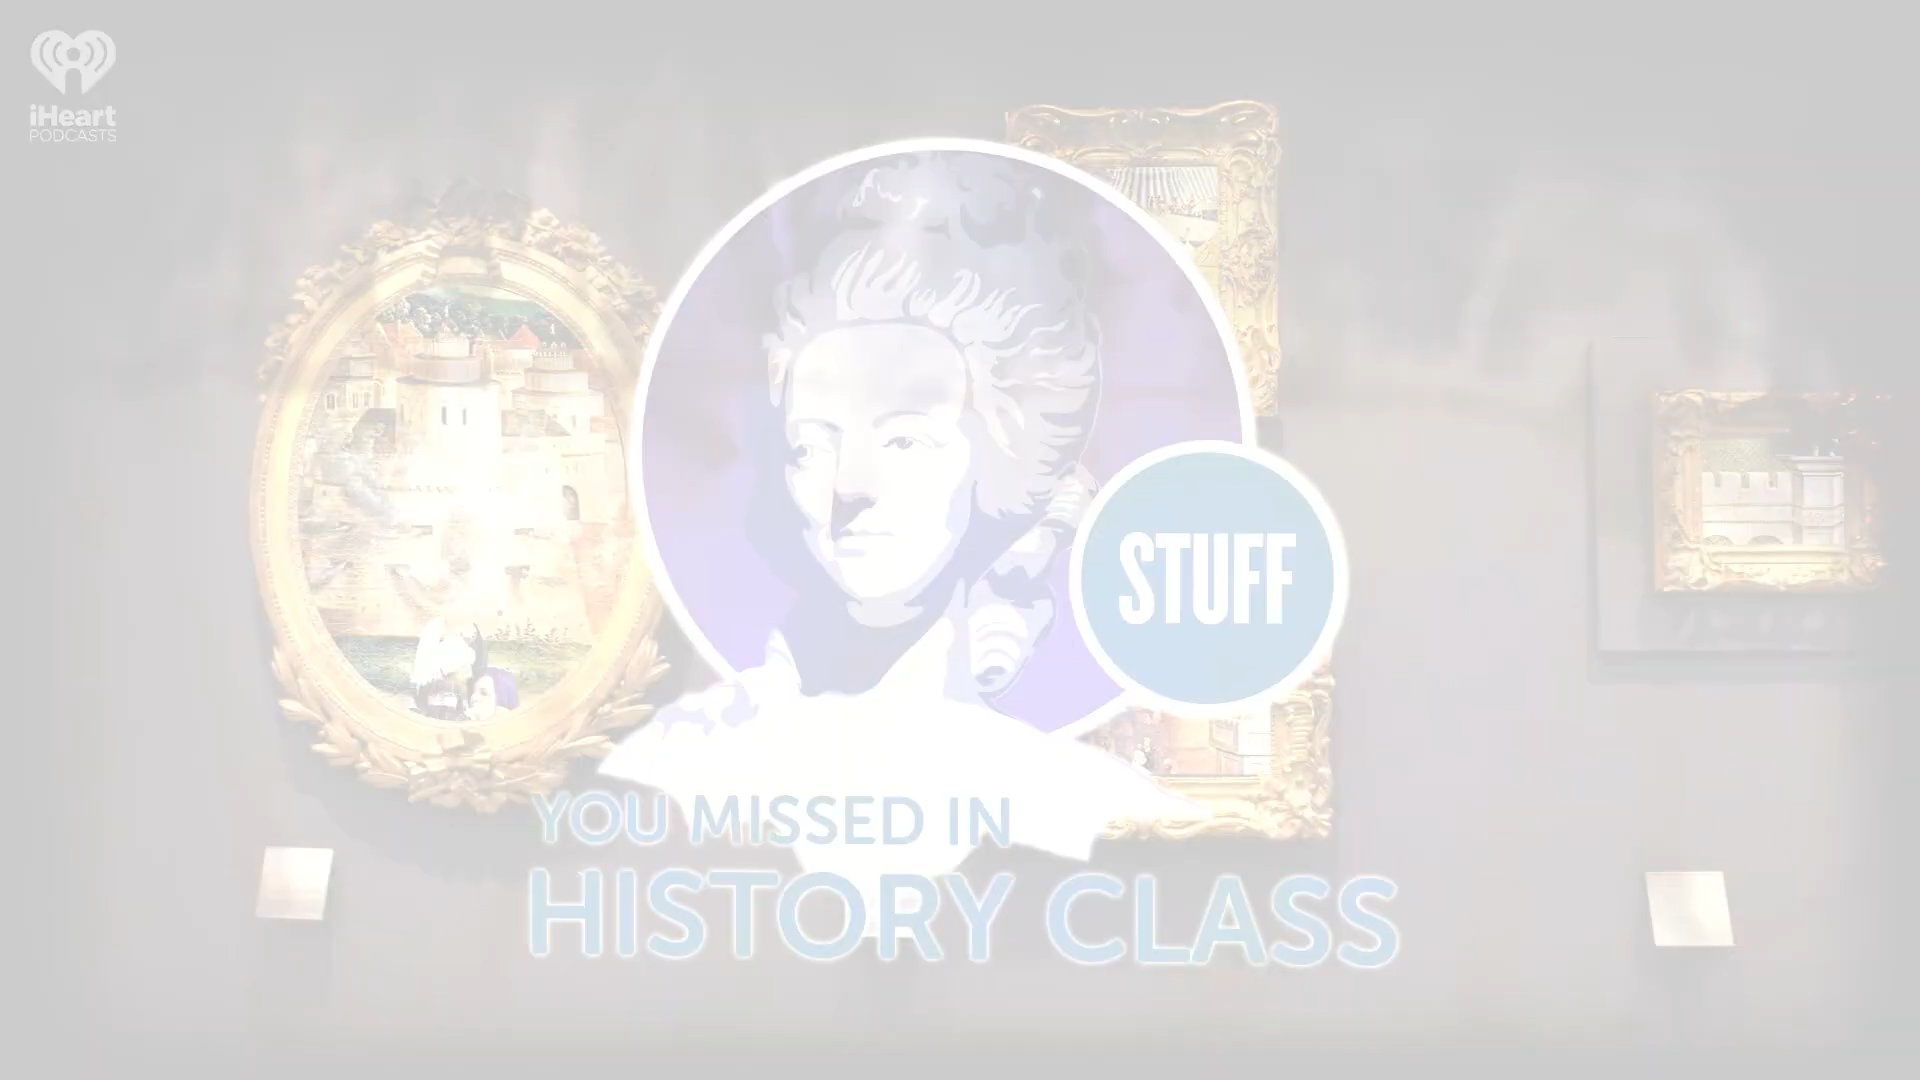 iHeart
PODCASTS
STUFF
YOU MISSED IN
HISTORY CLASS